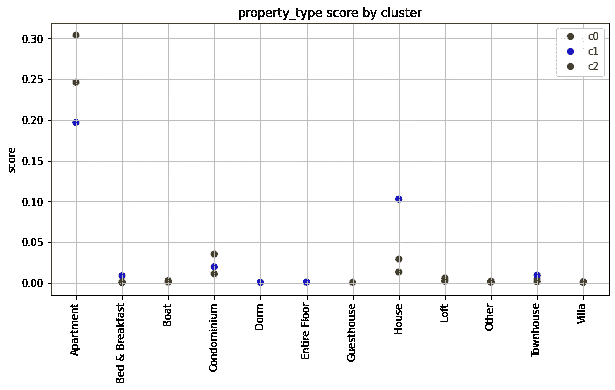 property_type score by cluster
c0
c1
c2
0.30
0.25
0.20
0.15
0.10
0.05
0.00
score
Apartment
Bed & Breakfast
Boat
Condominium
Dorm
Entire Floor
Guesthouse
House
Loft
Other
Townhouse
Villa